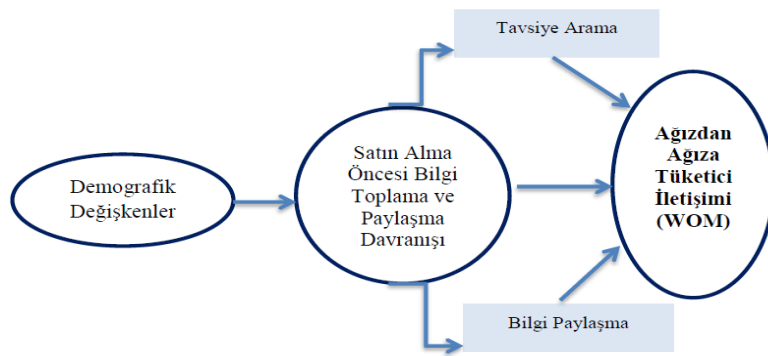 Demografik
Değişkenler
Satın Alma
Öncesi Bilgi
Toplama ve
Paylaşma
Davranışı
Tavsiye Arama
Bilgi Paylaşma
Ağızdan
Ağıza
Tüketici
İletişimi
(WOM)